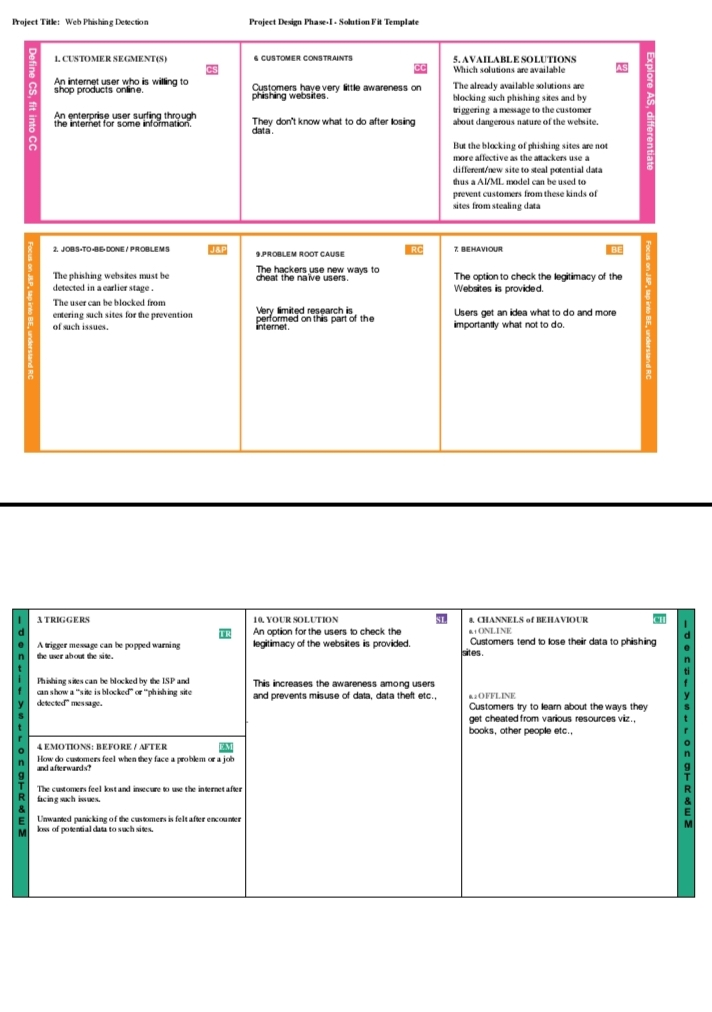 Project Title: Web Phishing Detection
Project Design Phase-I - Solution Fit Template
Define CS, fit into CC
1. CUSTOMER SEGMENT(S)
CS
An internet user who is willing to
shop products online.
An enterprise user surfing through
the internet for some information.
6. CUSTOMER CONSTRAINTS
CC
Customers have very little awareness on
phishing websites.
They don't know what to do after losing
data.
5. AVAILABLE SOLUTIONS
AS
Which solutions are available
The already available solutions are
blocking such phishing sites and by
triggering a message to the customer
about dangerous nature of the website.
But the blocking of phishing sites are not
more affective as the attackers use a
different/new site to steal potential data
thus a AI/ML model can be used to
prevent customers from these kinds of
sites from stealing data
Explore AS, differentiate
Focus on J&P, tap into BE, understand RC
2. JOBS-TO-BE-DONE / PROBLEMS
J&P
The phishing websites must be
detected in a earlier stage .
The user can be blocked from
entering such sites for the prevention
of such issues.
9.PROBLEM ROOT CAUSE
RC
The hackers use new ways to
cheat the naïve users.
Very limited research is
performed on this part of the
internet.
7. BEHAVIOUR
BE
The option to check the legitimacy of the
Websites is provided.
Users get an idea what to do and more
importantly what not to do.
Focus on J&P, tap into BE, understand RC
Identify strong TR & EM
3. TRIGGERS
TR
A trigger message can be popped warning
the user about the site.
Phishing sites can be blocked by the ISP and
can show a "site is blocked" or "phishing site
detected" message.
4. EMOTIONS: BEFORE / AFTER
EM
How do customers feel when they face a problem or a job
and afterwards?
The customers feel lost and insecure to use the internet after
facing such issues.
Unwanted panicking of the customers is felt after encounter
loss of potential data to such sites.
10. YOUR SOLUTION
SL
An option for the users to check the
legitimacy of the websites is provided.
This increases the awareness among users
and prevents misuse of data, data theft etc.,
.
8. CHANNELS of BEHAVIOUR
CH
8.1 ONLINE
Customers tend to lose their data to phishing
sites.
8.2 OFFLINE
Customers try to learn about the ways they
get cheated from various resources viz.,
books, other people etc.,
Identify strong TR & EM